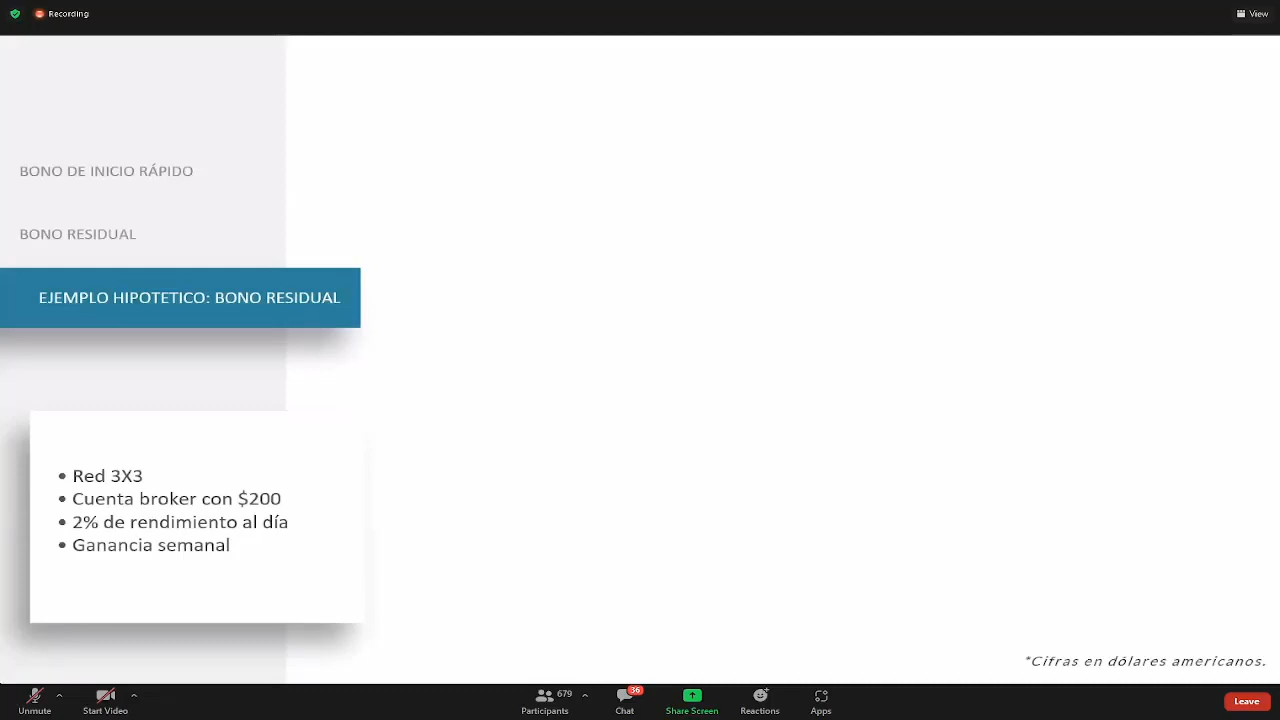 Recording
View
BONO DE INICIO RÁPIDO
BONO RESIDUAL
EJEMPLO HIPOTETICO: BONO RESIDUAL
• Red 3X3
• Cuenta broker con $200
• 2% de rendimiento al día
• Ganancia semanal
*Cifras en dólares americanos.
679
36
Unmute
Start Video
Participants
Chat
Share Screen
Reactions
Apps
Leave